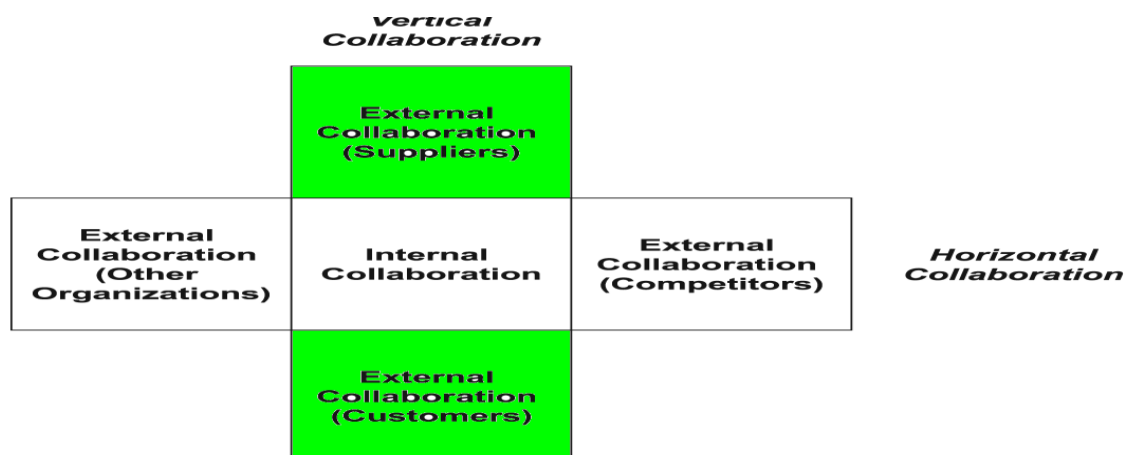 Vertical
Collaboration
External
Collaboration
(Suppliers)
External
Collaboration
(Other
Organizations)
Internal
Collaboration
External
Collaboration
(Competitors)
Horizontal
Collaboration
External
Collaboration
(Customers)